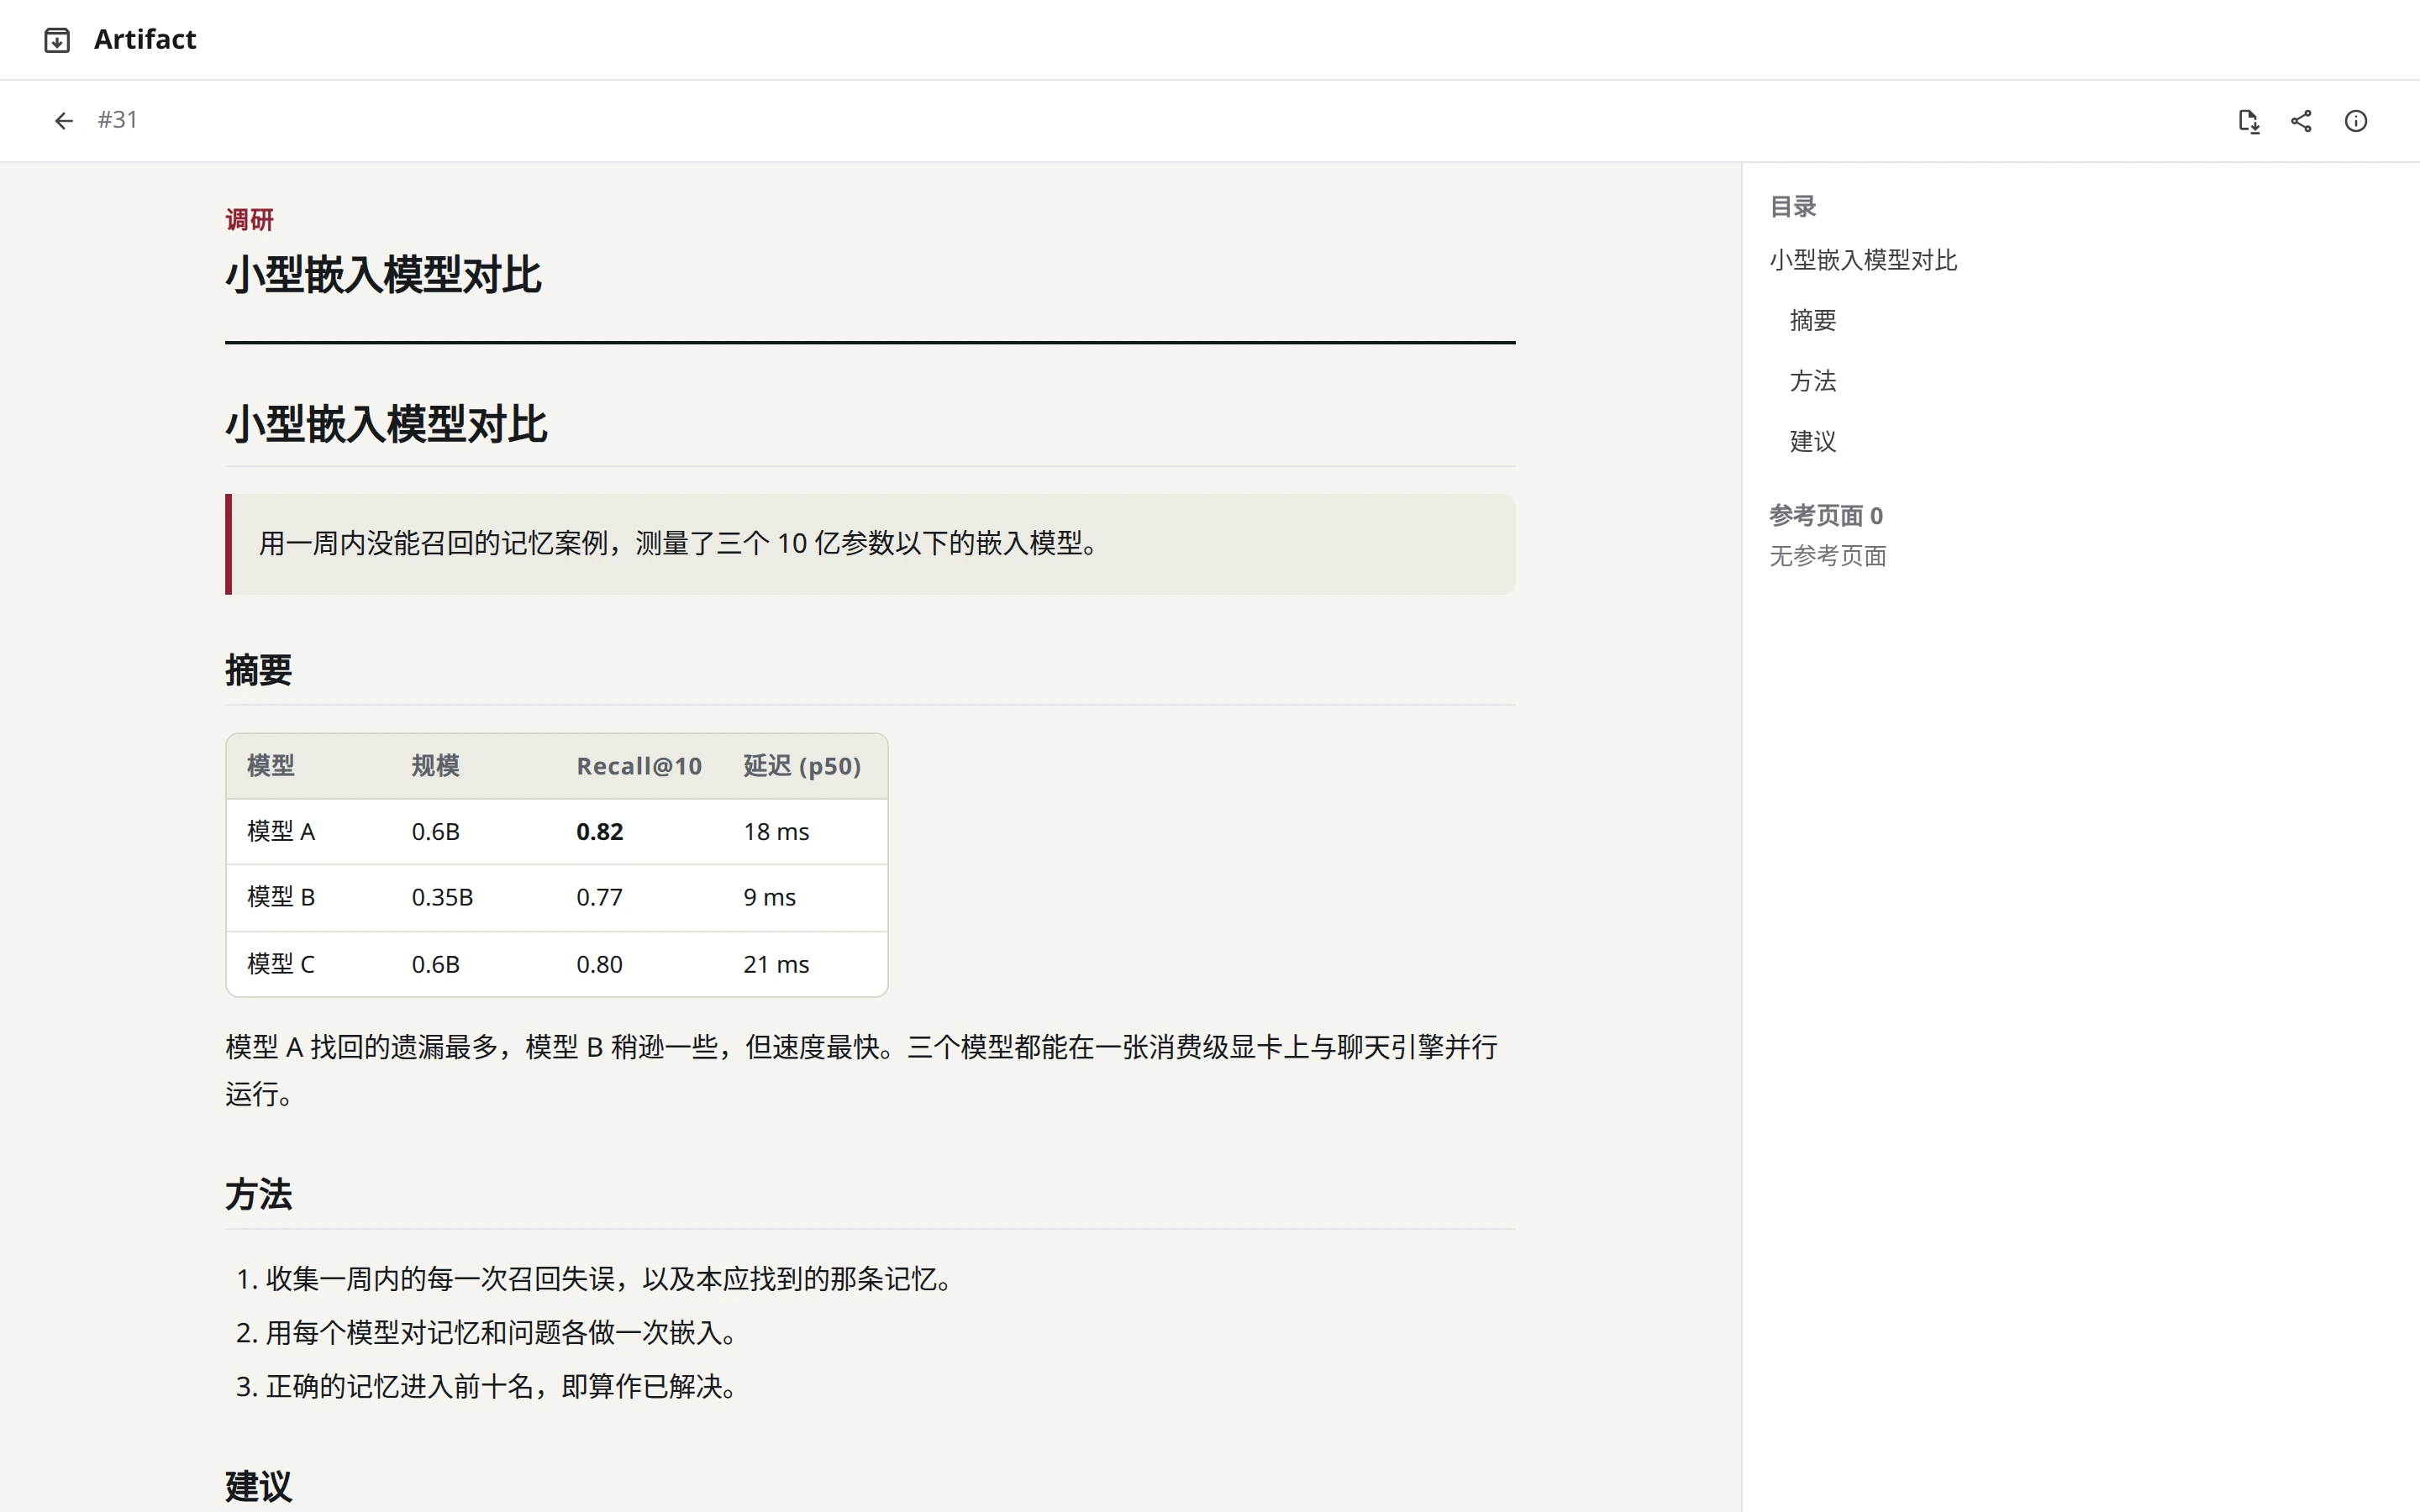 Artifact
#31
调研
小型嵌入模型对比
小型嵌入模型对比
用一周内没能召回的记忆案例，测量了三个 10 亿参数以下的嵌入模型。
摘要
模型 规模 Recall@10 延迟 (p50)
模型 A 0.6B 0.82 18 ms
模型 B 0.35B 0.77 9 ms
模型 C 0.6B 0.80 21 ms
模型 A 找回的遗漏最多，模型 B 稍逊一些，但速度最快。三个模型都能在一张消费级显卡上与聊天引擎并行
运行。
方法
1. 收集一周内的每一次召回失误，以及本应找到的那条记忆。
2. 用每个模型对记忆和问题各做一次嵌入。
3. 正确的记忆进入前十名，即算作已解决。
建议
目录
小型嵌入模型对比
摘要
方法
建议
参考页面 0
无参考页面